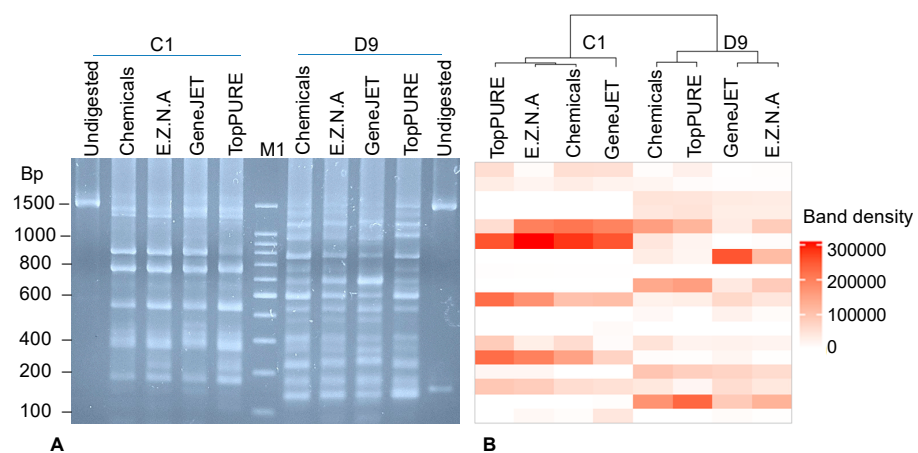 C1
D9
Undigested
Chemicals
E.Z.N.A
GeneJET
TopPURE
M1
Chemicals
E.Z.N.A
GeneJET
TopPURE
Undigested
Bp
1500
1000
800
600
400
200
100
A
C1
D9
TopPURE
E.Z.N.A
Chemicals
GeneJET
Chemicals
TopPURE
GeneJET
E.Z.N.A
Band density
300000
200000
100000
0
B